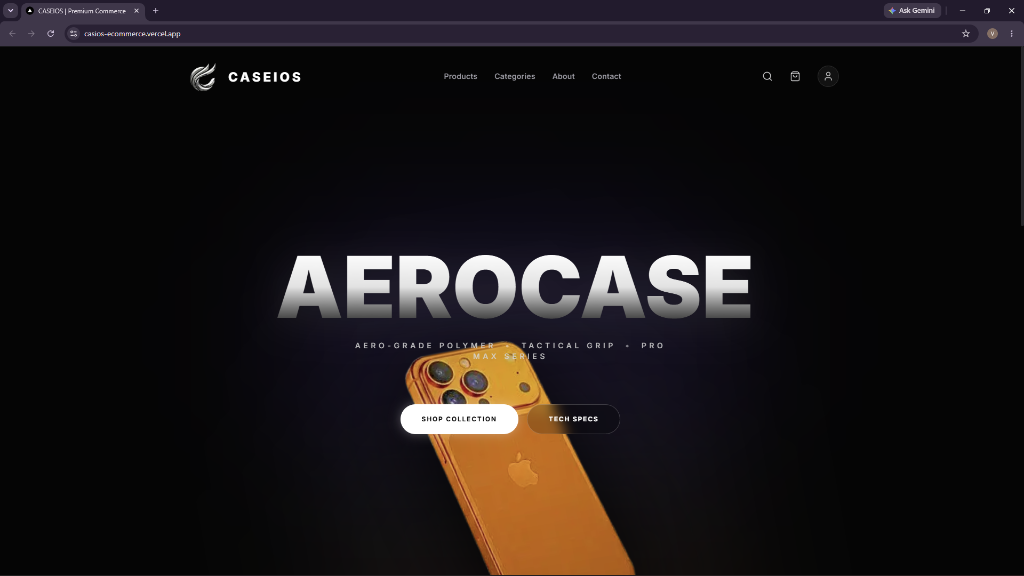 CASEIOS | Premium Commerce
Ask Gemini
casios-ecommerce.vercel.app
V
CASEIOS
Products
Categories
About
Contact
AEROCASE
AERO-GRADE POLYMER • TACTICAL GRIP • PRO
MAX SERIES
SHOP COLLECTION
TECH SPECS